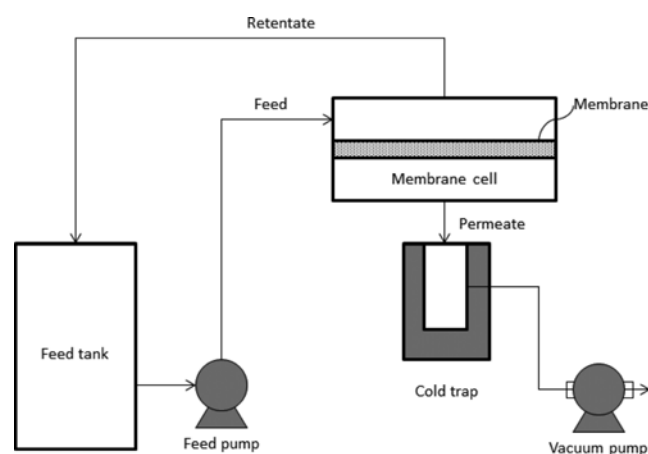 Retentate
Feed
Membrane
Membrane cell
Permeate
Feed tank
Cold trap
Feed pump
Vacuum pump